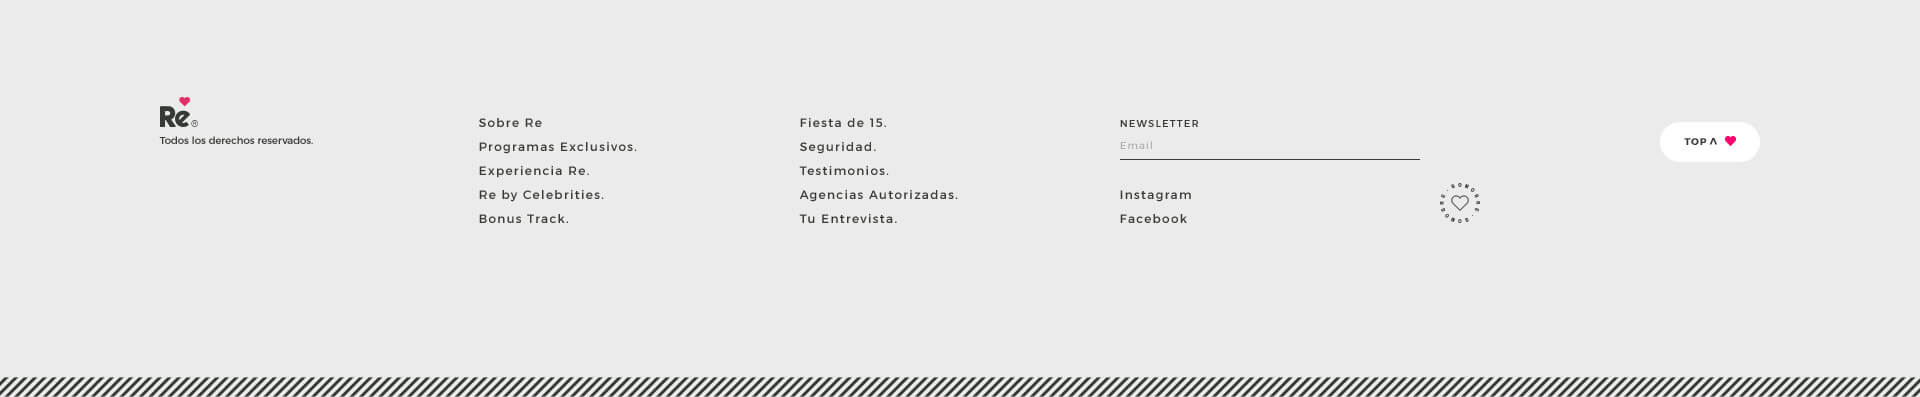 Re®
Todos los derechos reservados.
Sobre Re
Programas Exclusivos.
Experiencia Re.
Re by Celebrities.
Bonus Track.
Fiesta de 15.
Seguridad.
Testimonios.
Agencias Autorizadas.
Tu Entrevista.
NEWSLETTER
Email
Instagram
Facebook
TOP Λ